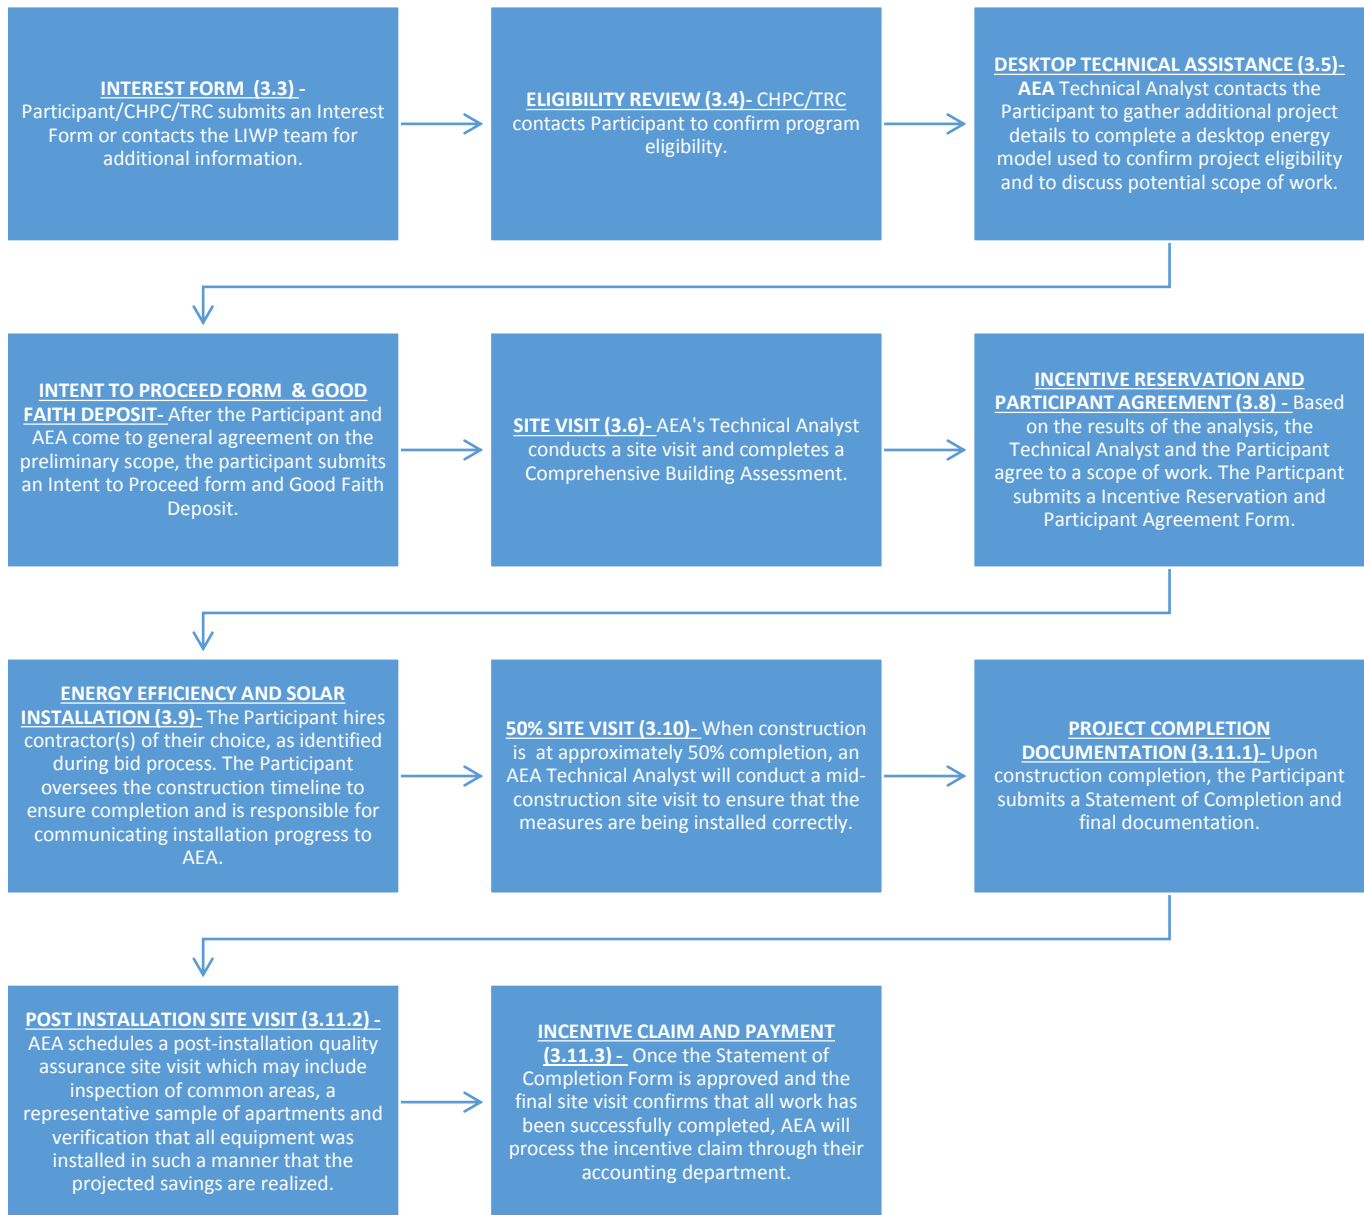 INTEREST FORM (3.3) -
Participant/CHPC/TRC submits an Interest
Form or contacts the LIWP team for
additional information.
ELIGIBILITY REVIEW (3.4)- CHPC/TRC
contacts Participant to confirm program
eligibility.
DESKTOP TECHNICAL ASSISTANCE (3.5)-
AEA Technical Analyst contacts the
Participant to gather additional project
details to complete a desktop energy
model used to confirm project eligibility
and to discuss potential scope of work.
INTENT TO PROCEED FORM & GOOD
FAITH DEPOSIT- After the Participant and
AEA come to general agreement on the
preliminary scope, the participant submits
an Intent to Proceed form and Good Faith
Deposit.
SITE VISIT (3.6)- AEA's Technical Analyst
conducts a site visit and completes a
Comprehensive Building Assessment.
INCENTIVE RESERVATION AND
PARTICIPANT AGREEMENT (3.8) - Based
on the results of the analysis, the
Technical Analyst and the Participant
agree to a scope of work. The Particpant
submits a Incentive Reservation and
Participant Agreement Form.
ENERGY EFFICIENCY AND SOLAR
INSTALLATION (3.9)- The Participant hires
contractor(s) of their choice, as identified
during bid process. The Participant
oversees the construction timeline to
ensure completion and is responsible for
communicating installation progress to
AEA.
50% SITE VISIT (3.10)- When construction
is at approximately 50% completion, an
AEA Technical Analyst will conduct a mid-
construction site visit to ensure that the
measures are being installed correctly.
PROJECT COMPLETION
DOCUMENTATION (3.11.1)- Upon
construction completion, the Participant
submits a Statement of Completion and
final documentation.
POST INSTALLATION SITE VISIT (3.11.2) -
AEA schedules a post-installation quality
assurance site visit which may include
inspection of common areas, a
representative sample of apartments and
verification that all equipment was
installed in such a manner that the
projected savings are realized.
INCENTIVE CLAIM AND PAYMENT
(3.11.3) - Once the Statement of
Completion Form is approved and the
final site visit confirms that all work has
been successfully completed, AEA will
process the incentive claim through their
accounting department.